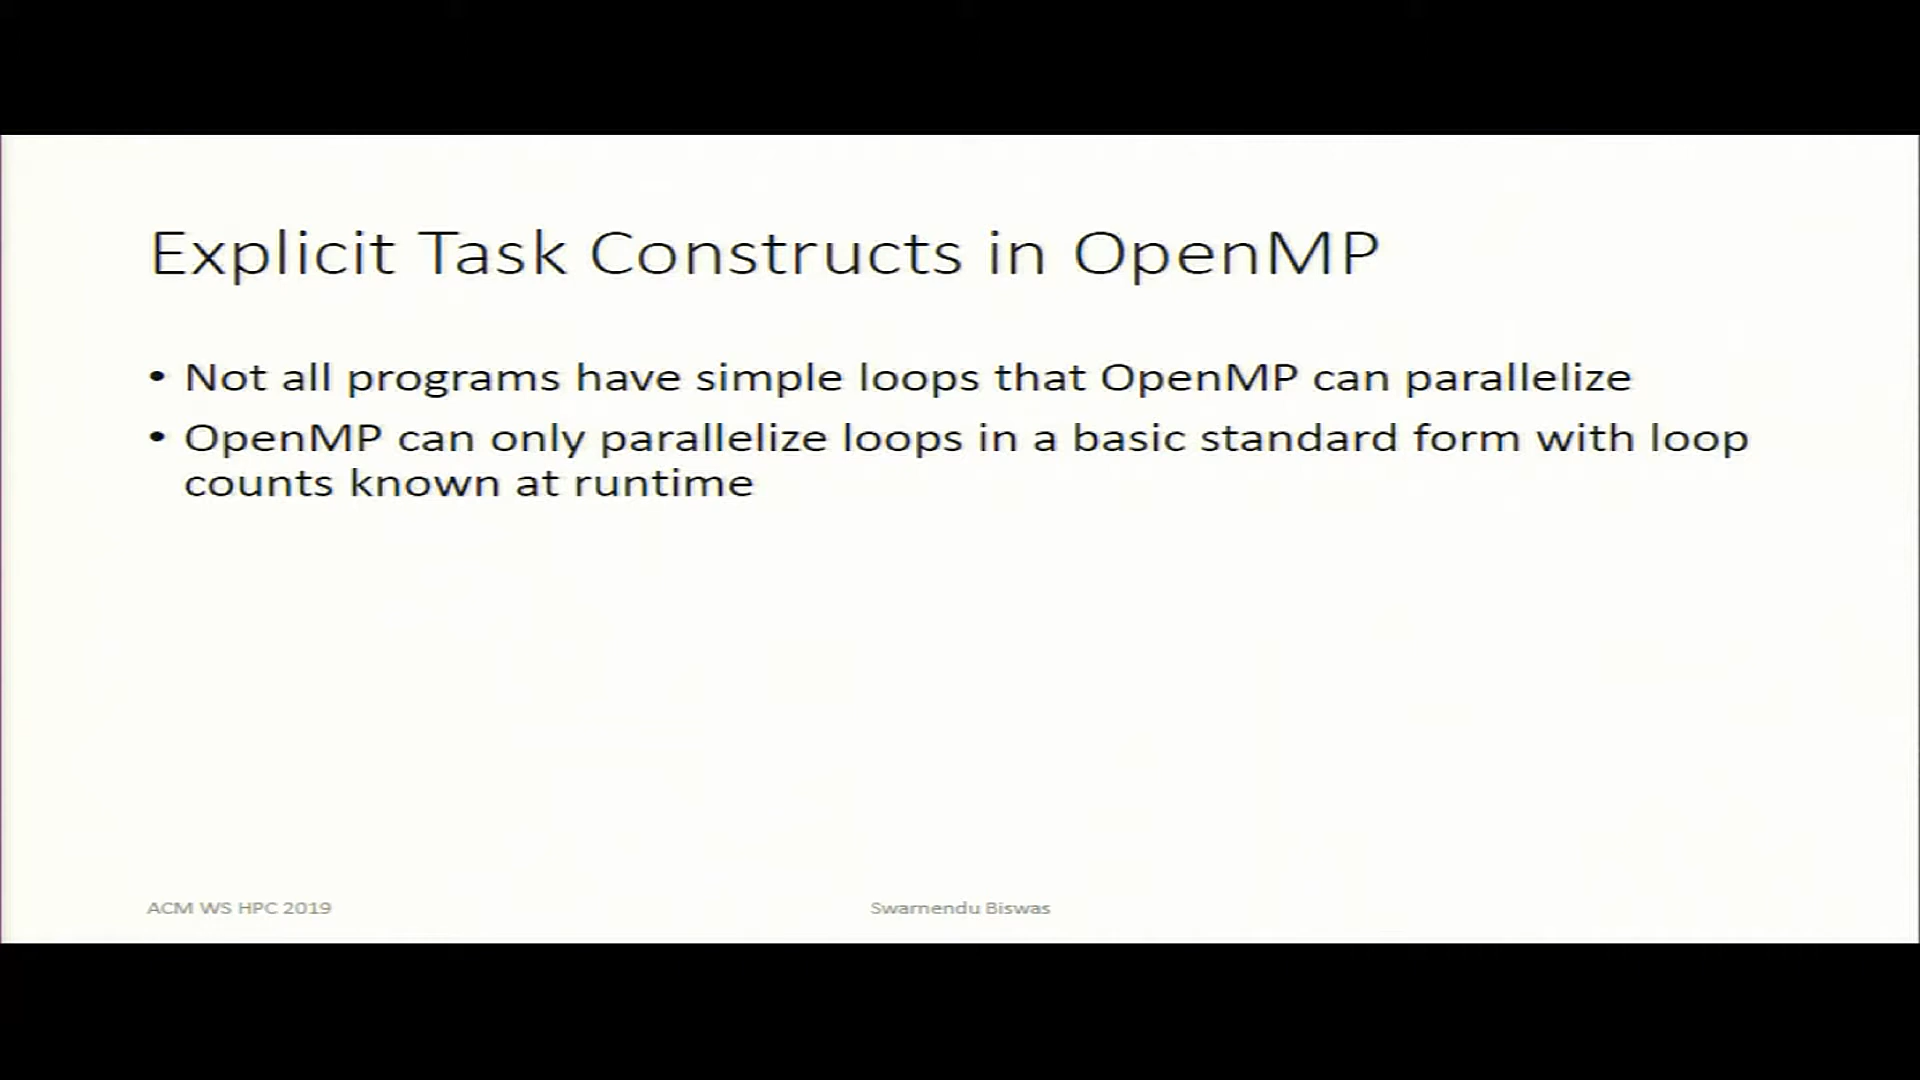 Explicit Task Constructs in OpenMP
• Not all programs have simple loops that OpenMP can parallelize
• OpenMP can only parallelize loops in a basic standard form with loop
counts known at runtime
ACM WS HPC 2019
Swarnendu Biswas